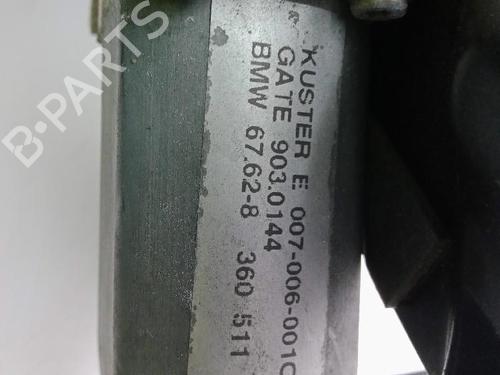 KUSTER E 007-006-001C
GATE 903.0144
BMW 67.62-8 360 511
B-PARTS